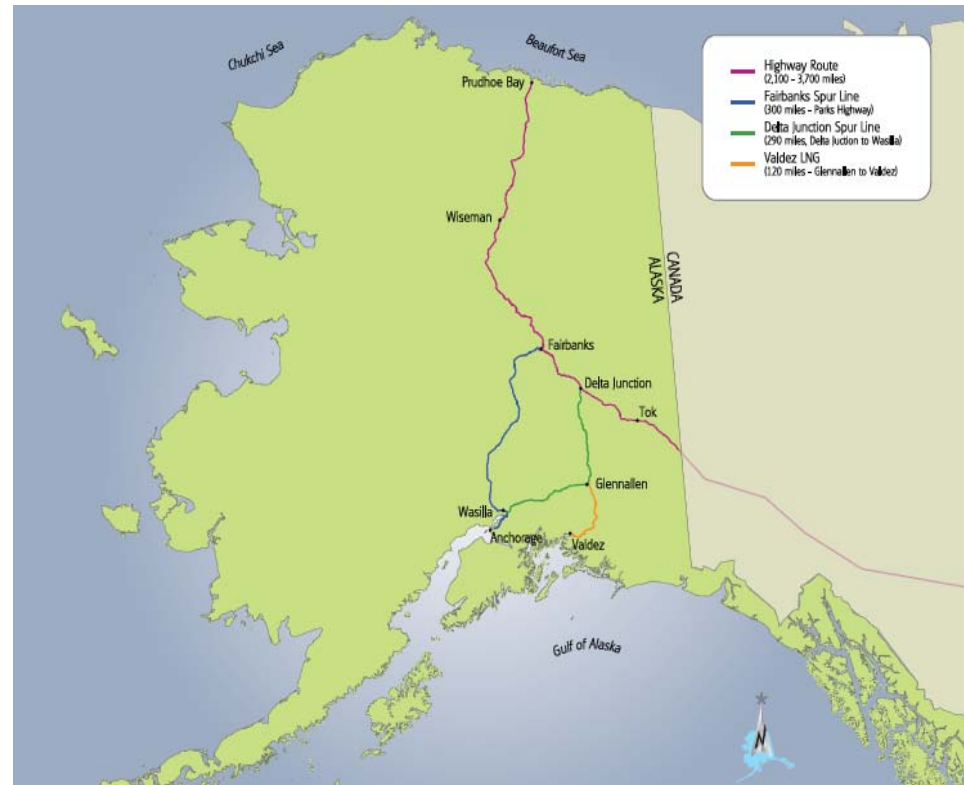 Chukchi Sea
Beaufort Sea
Prudhoe Bay
Highway Route
(2,100 – 3,700 miles)
Fairbanks Spur Line
(300 miles – Parks Highway)
Delta Junction Spur Line
(290 miles, Delta Juction to Wasilla)
Valdez LNG
(120 miles – Glennallen to Valdez)
Wiseman
CANADA
ALASKA
Fairbanks
Delta Junction
Tok
Glennallen
Wasilla
Anchorage
Valdez
Gulf of Alaska
N